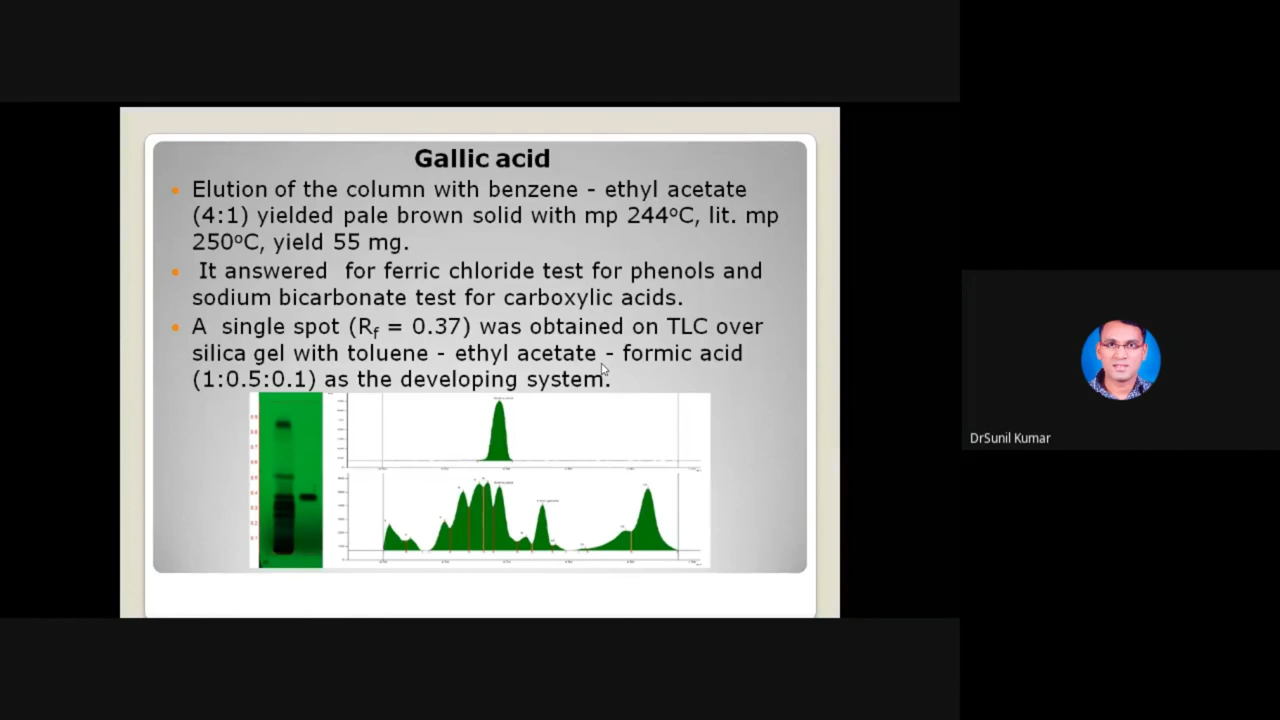 Gallic acid
Elution of the column with benzene - ethyl acetate
(4:1) yielded pale brown solid with mp 244ºC, lit. mp
250ºC, yield 55 mg.
It answered for ferric chloride test for phenols and
sodium bicarbonate test for carboxylic acids.
A single spot (Rf = 0.37) was obtained on TLC over
silica gel with toluene - ethyl acetate - formic acid
(1:0.5:0.1) as the developing system.
DrSunil Kumar